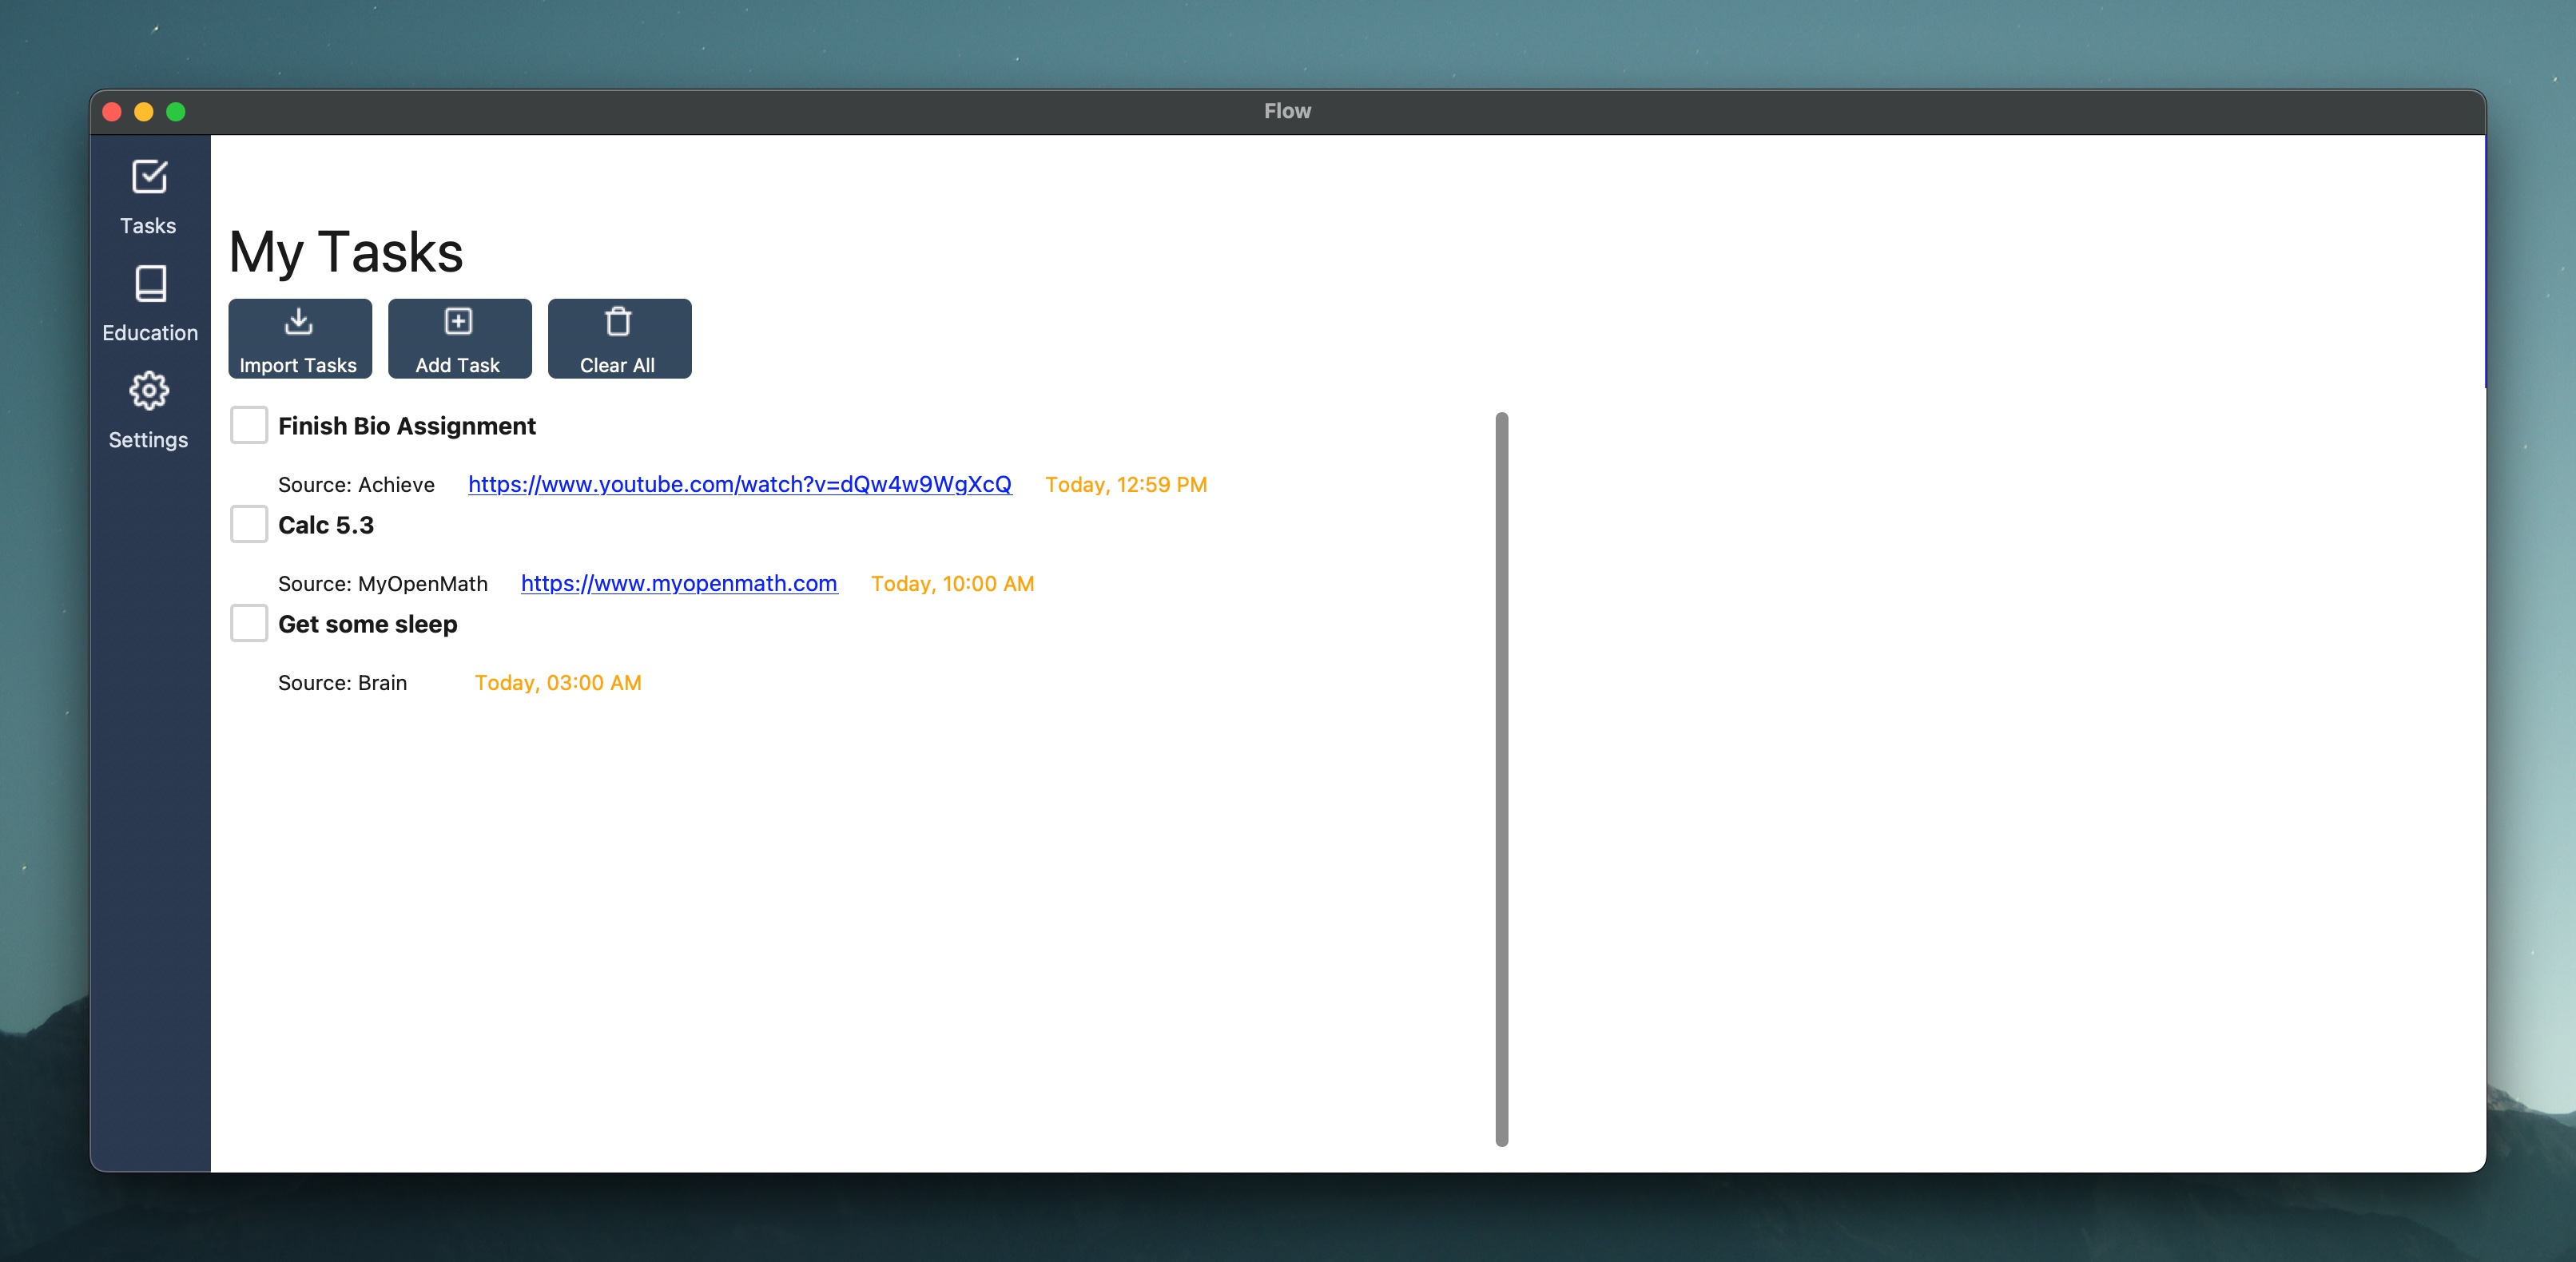 Flow
Tasks
Education
Settings
My Tasks
Import Tasks Add Task Clear All
Finish Bio Assignment
Source: Achieve https://www.youtube.com/watch?v=dQw4w9WgXcQ Today, 12:59 PM
Calc 5.3
Source: MyOpenMath https://www.myopenmath.com Today, 10:00 AM
Get some sleep
Source: Brain Today, 03:00 AM